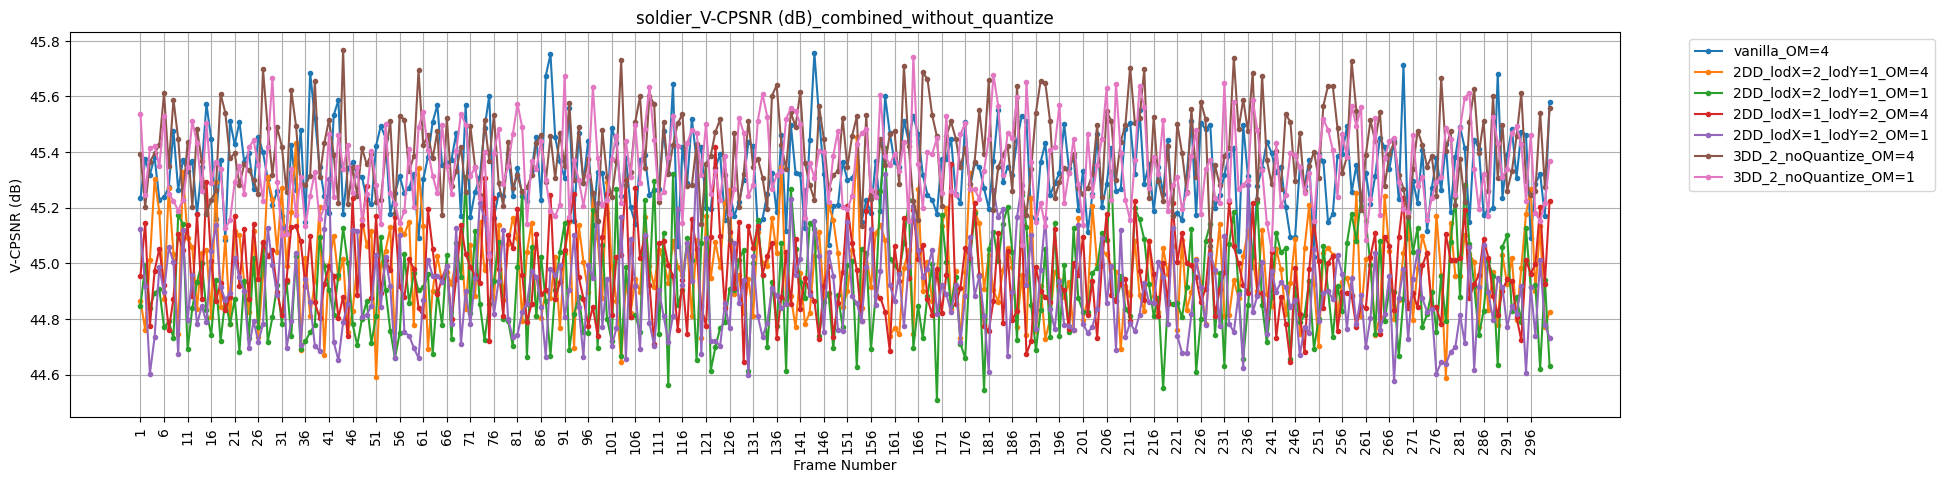 soldier_V-CPSNR (dB)_combined_without_quantize
45.8
45.6
45.4
45.2
45.0
44.8
44.6
V-CPSNR (dB)
1 6 11 16 21 26 31 36 41 46 51 56 61 66 71 76 81 86 91 96 101 106 111 116 121 126 131 136 141 146 151 156 161 166 171 176 181 186 191 196 201 206 211 216 221 226 231 236 241 246 251 256 261 266 271 276 281 286 291 296
Frame Number
vanilla_OM=4
2DD_lodX=2_lodY=1_OM=4
2DD_lodX=2_lodY=1_OM=1
2DD_lodX=1_lodY=2_OM=4
2DD_lodX=1_lodY=2_OM=1
3DD_2_noQuantize_OM=4
3DD_2_noQuantize_OM=1